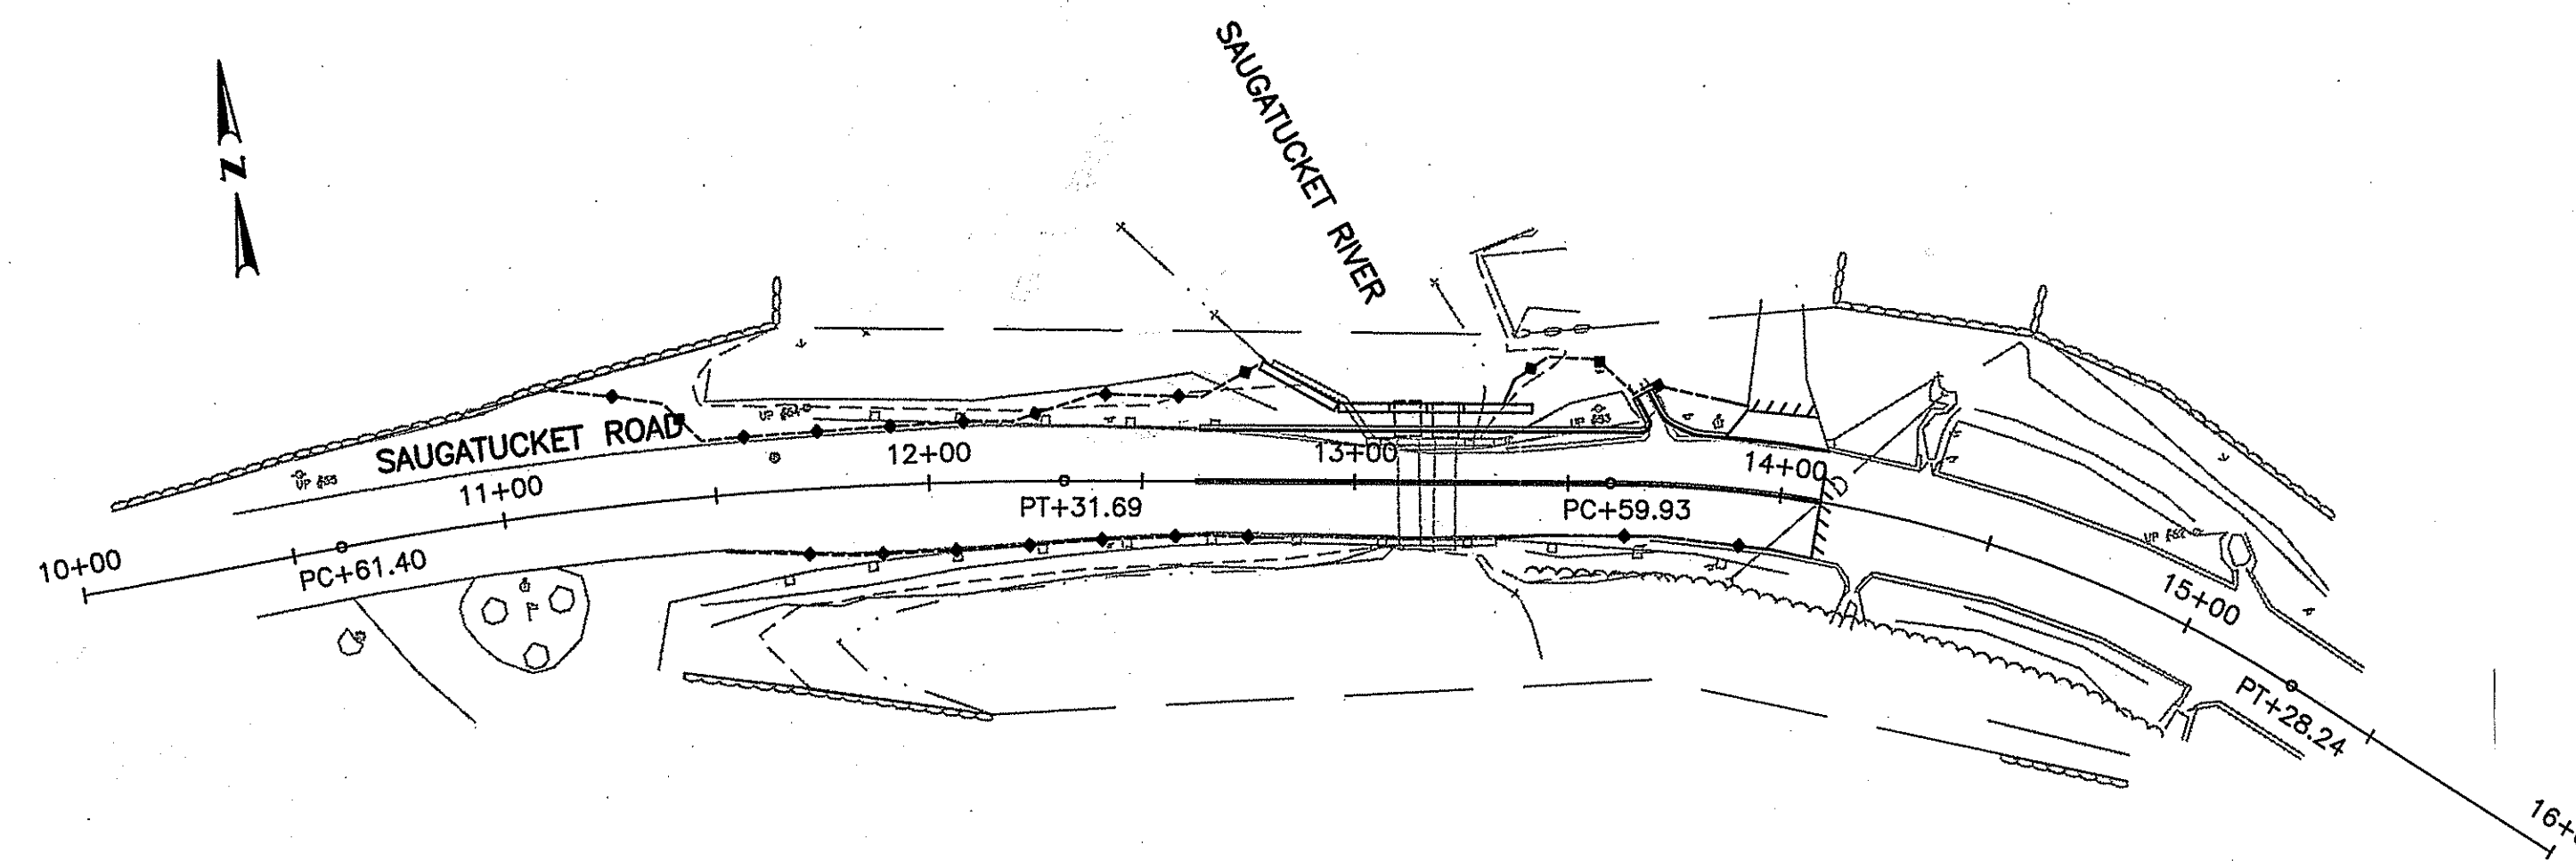 SAUGATUCKET RIVER
N
SAUGATUCKET ROAD
10+00
PC+61.40
11+00
12+00
PT+31.69
13+00
PC+59.93
14+00
15+00
PT+28.24